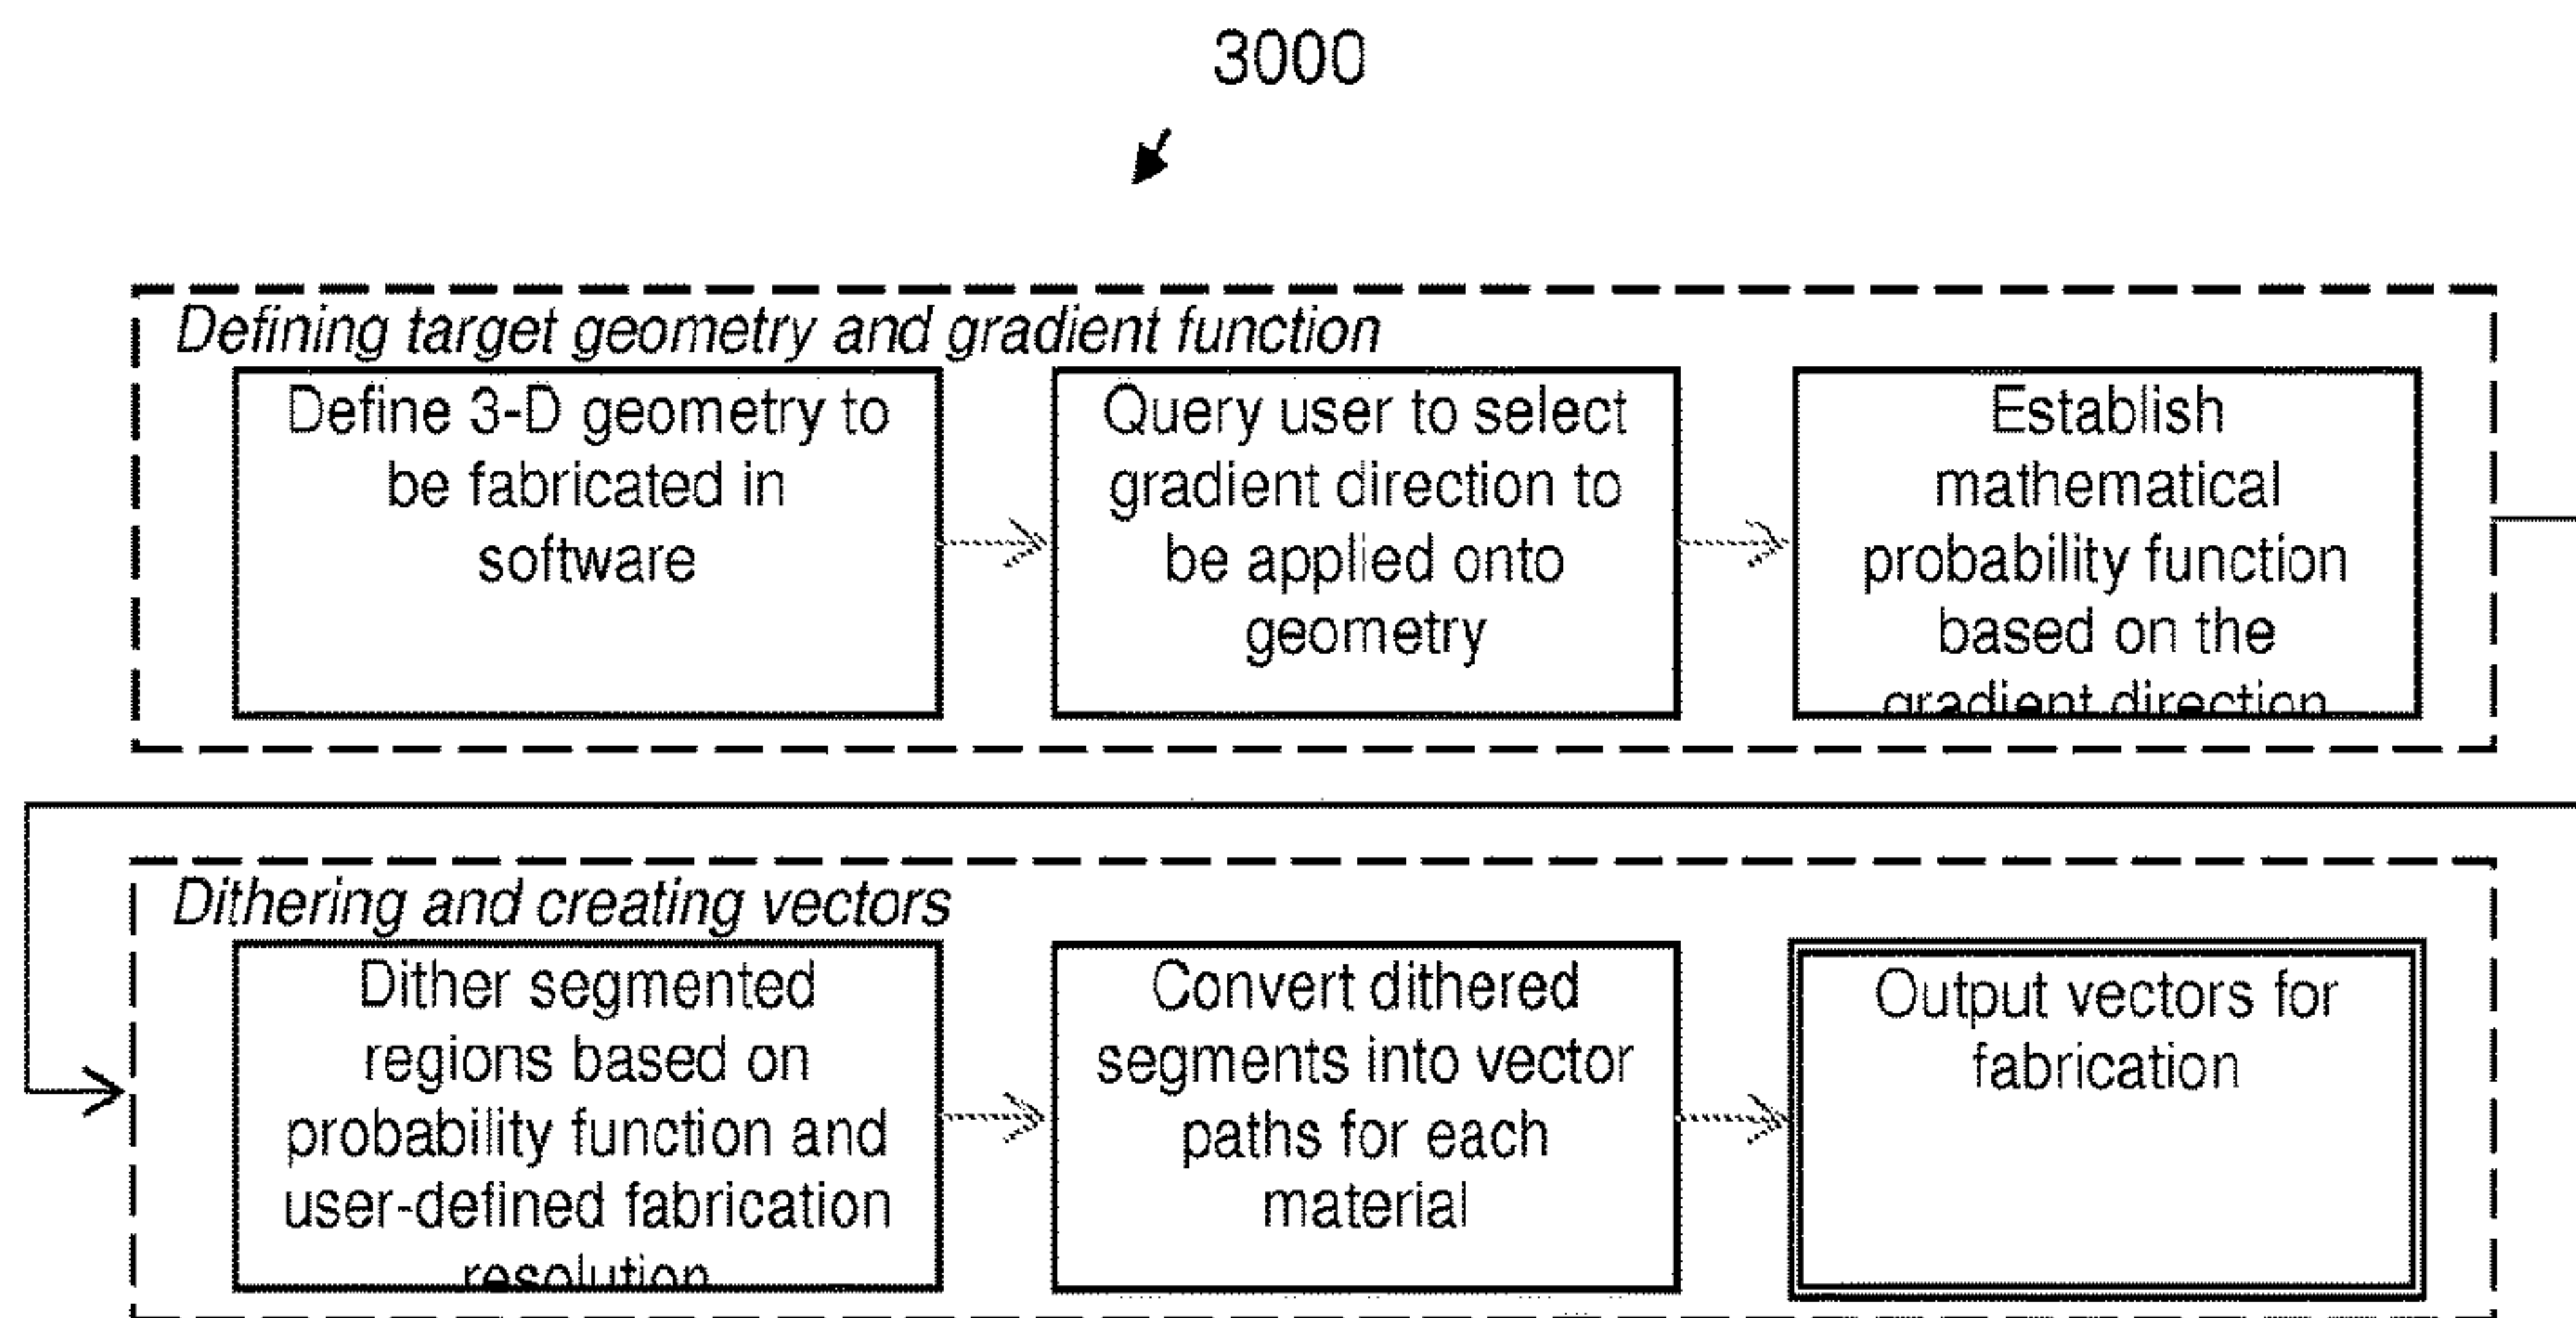 3000
Defining target geometry and gradient function
Define 3-D geometry to
be fabricated in
software
Query user to select
gradient direction to
be applied onto
geometry
Establish
mathematical
probability function
based on the
gradient direction
Dithering and creating vectors
Dither segmented
regions based on
probability function and
user-defined fabrication
resolution
Convert dithered
segments into vector
paths for each
material
Output vectors for
fabrication